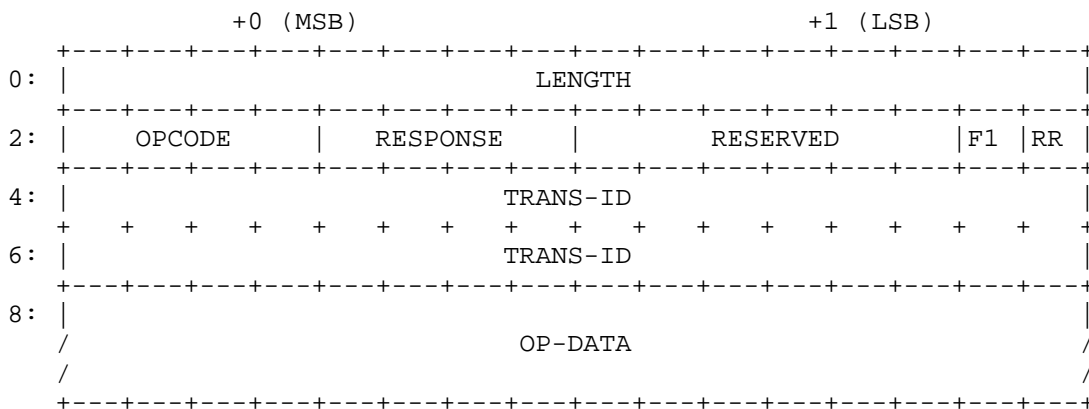 +0 (MSB)                            +1 (LSB)
   +---+---+---+---+---+---+---+---+---+---+---+---+---+---+---+---+
0: |                            LENGTH                             |
   +---+---+---+---+---+---+---+---+---+---+---+---+---+---+---+---+
2: |    OPCODE     |   RESPONSE    |        RESERVED       |F1 |RR |
   +---+---+---+---+---+---+---+---+---+---+---+---+---+---+---+---+
4: |                          TRANS-ID                             |
   +   +   +   +   +   +   +   +   +   +   +   +   +   +   +   +   +
6: |                          TRANS-ID                             |
   +---+---+---+---+---+---+---+---+---+---+---+---+---+---+---+---+
8: |                                                               |
   /                           OP-DATA                             /
   /                                                               /
   +---+---+---+---+---+---+---+---+---+---+---+---+---+---+---+---+